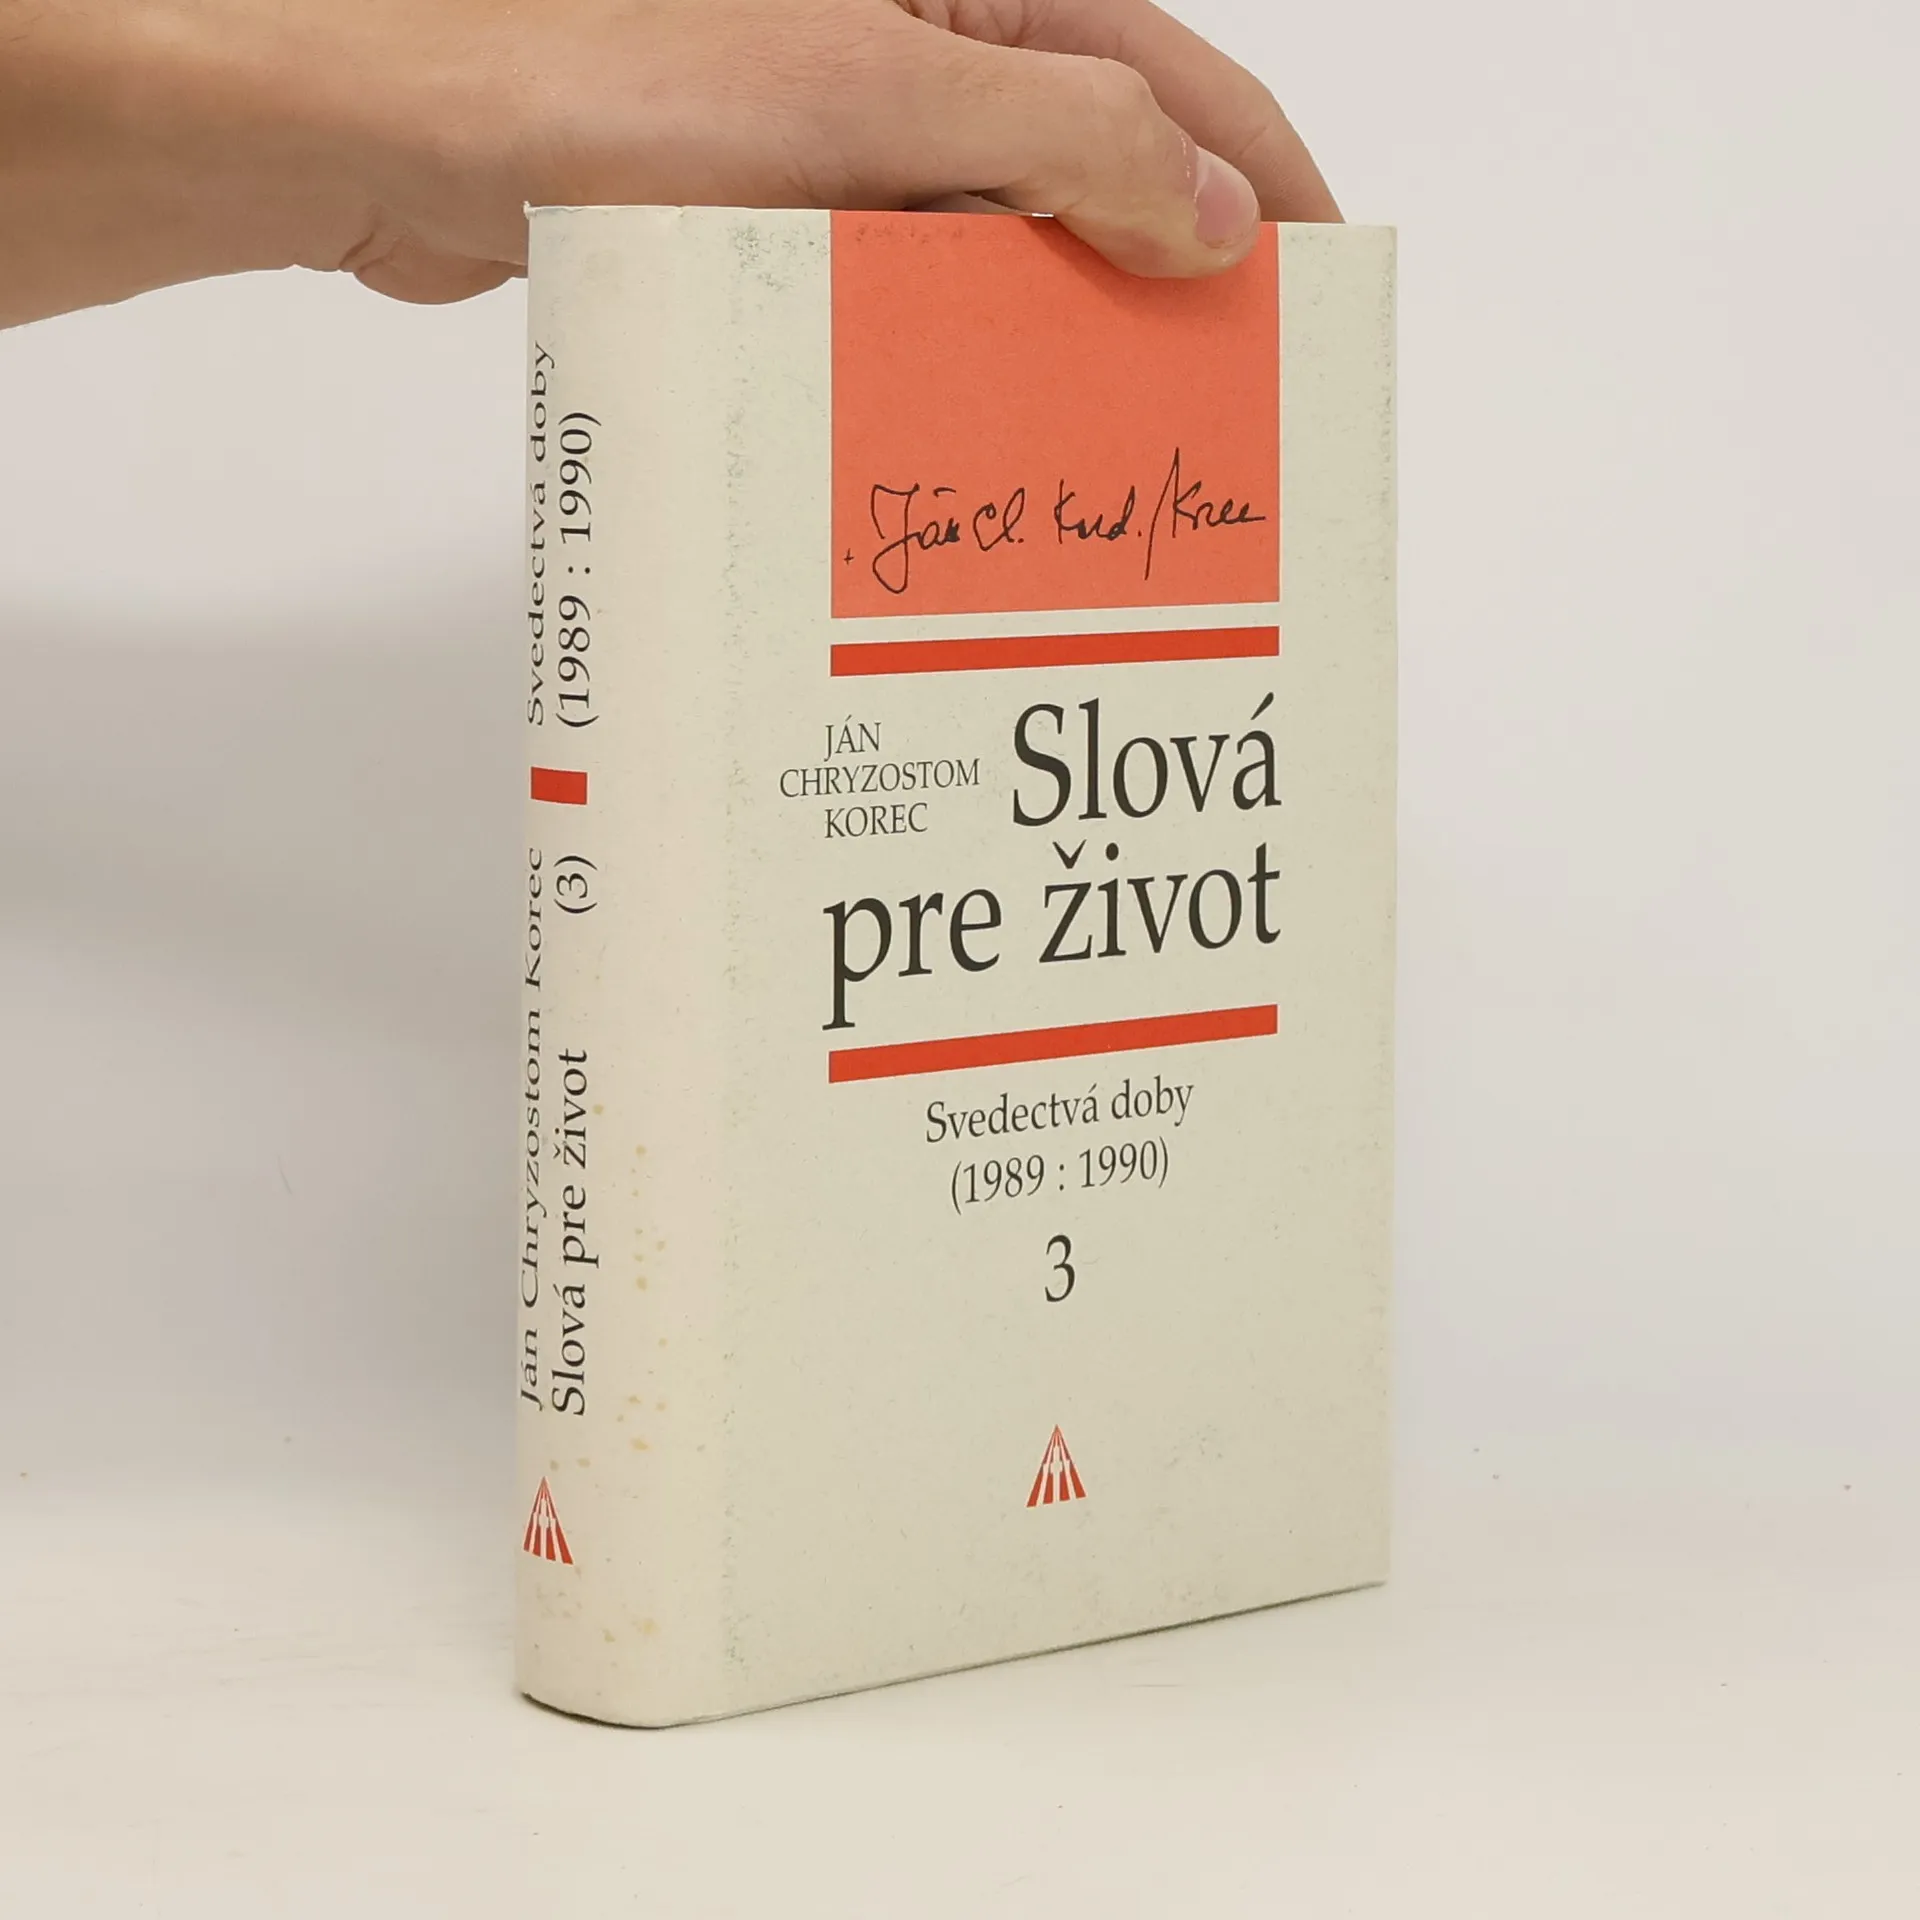 Ján Chryzostom Korec
Slová pre život (3)
Svedectvá doby
(1989 : 1990)
JÁN
CHRYZOSTOM
KOREC
Slová
pre život
Svedectvá doby
(1989 : 1990)
3